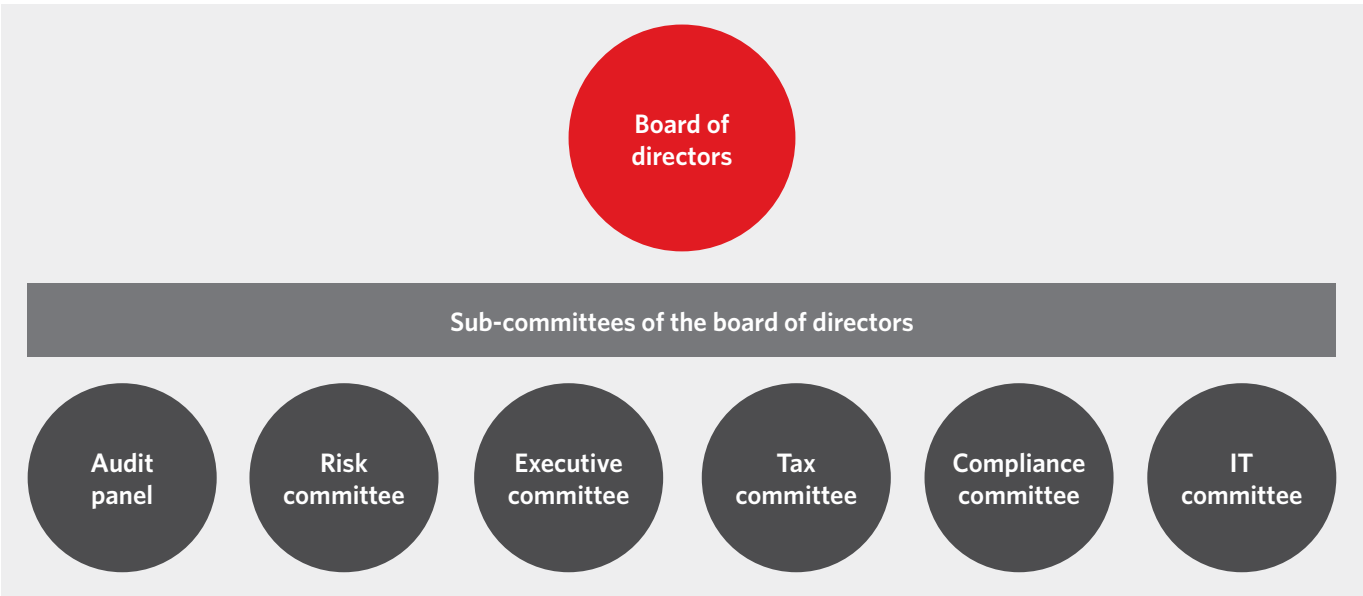 Board of
directors
Sub-committees of the board of directors
Audit
panel
Risk
committee
Executive
committee
Tax
committee
Compliance
committee
IT
committee